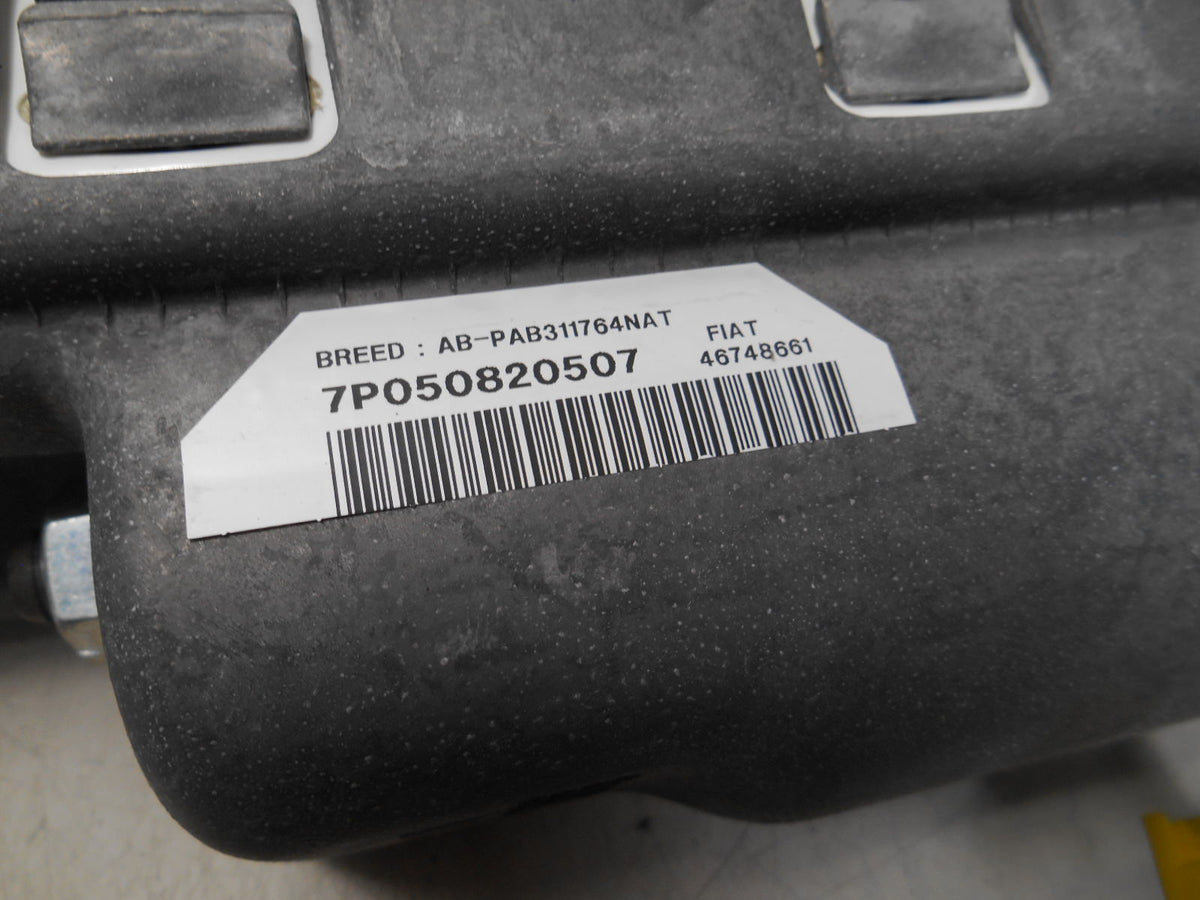 BREED : AB-PAB311764NAT
7P050820507
FIAT
46748661